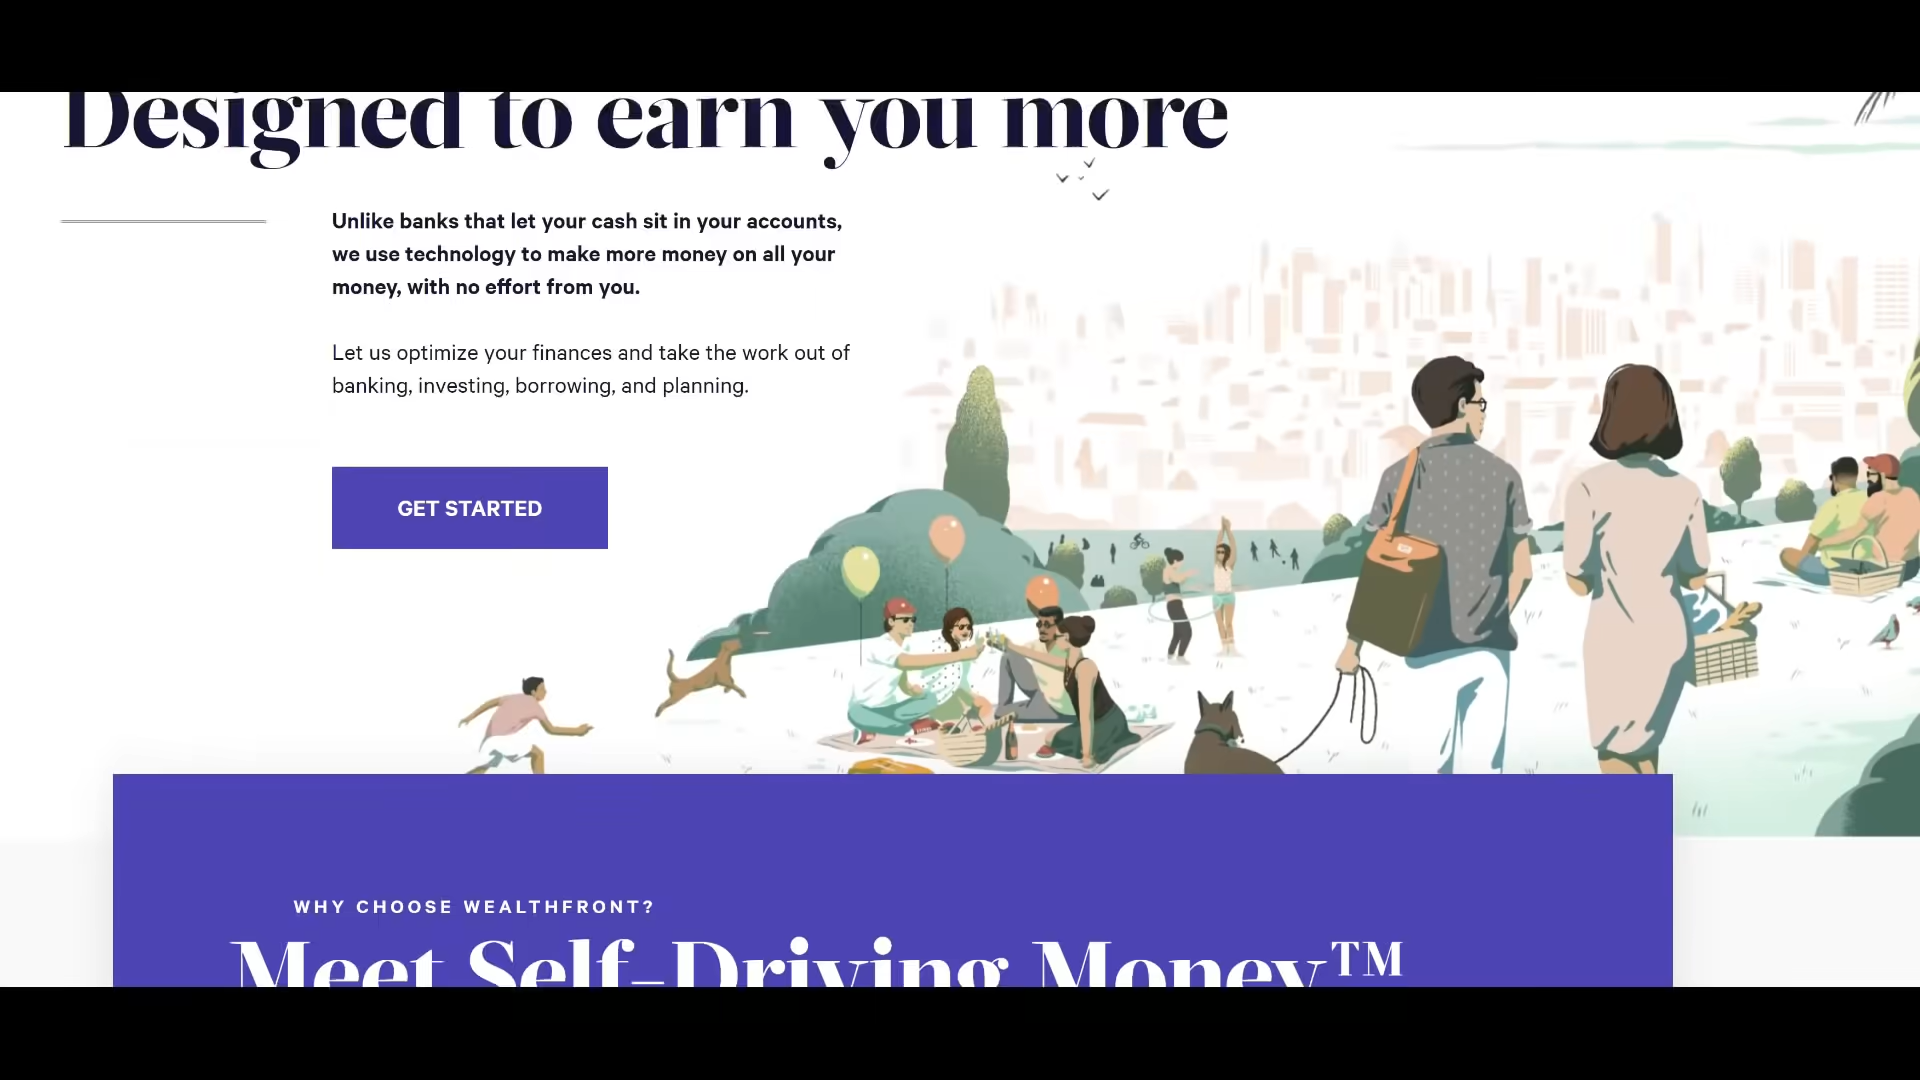 Designed to earn you more
Unlike banks that let your cash sit in your accounts,
we use technology to make more money on all your
money, with no effort from you.
Let us optimize your finances and take the work out of
banking, investing, borrowing, and planning.
GET STARTED
WHY CHOOSE WEALTHFRONT?
Meet Self-Driving Money™